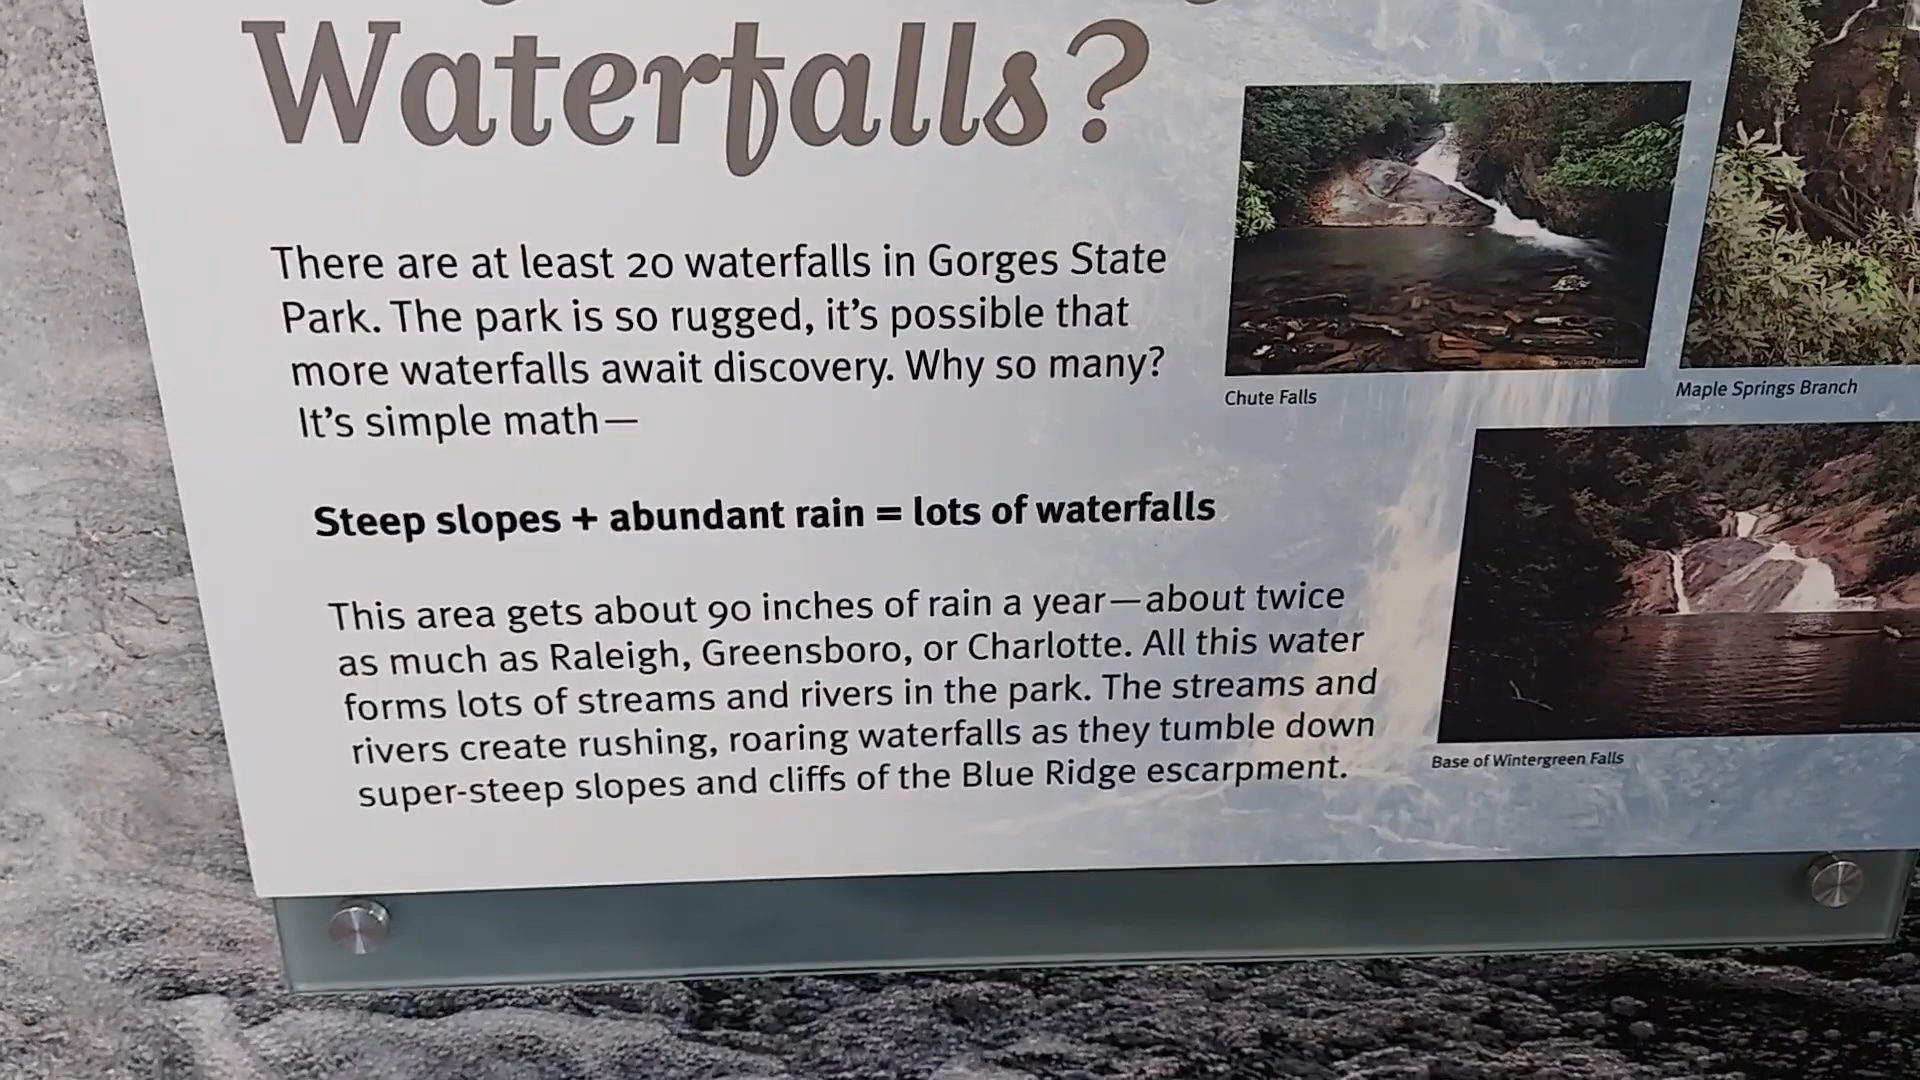 Waterfalls?
There are at least 20 waterfalls in Gorges State
Park. The park is so rugged, it's possible that
more waterfalls await discovery. Why so many?
It's simple math—
Steep slopes + abundant rain = lots of waterfalls
This area gets about 90 inches of rain a year—about twice
as much as Raleigh, Greensboro, or Charlotte. All this water
forms lots of streams and rivers in the park. The streams and
rivers create rushing, roaring waterfalls as they tumble down
super-steep slopes and cliffs of the Blue Ridge escarpment.
Chute Falls
Maple Springs Branch
Base of Wintergreen Falls